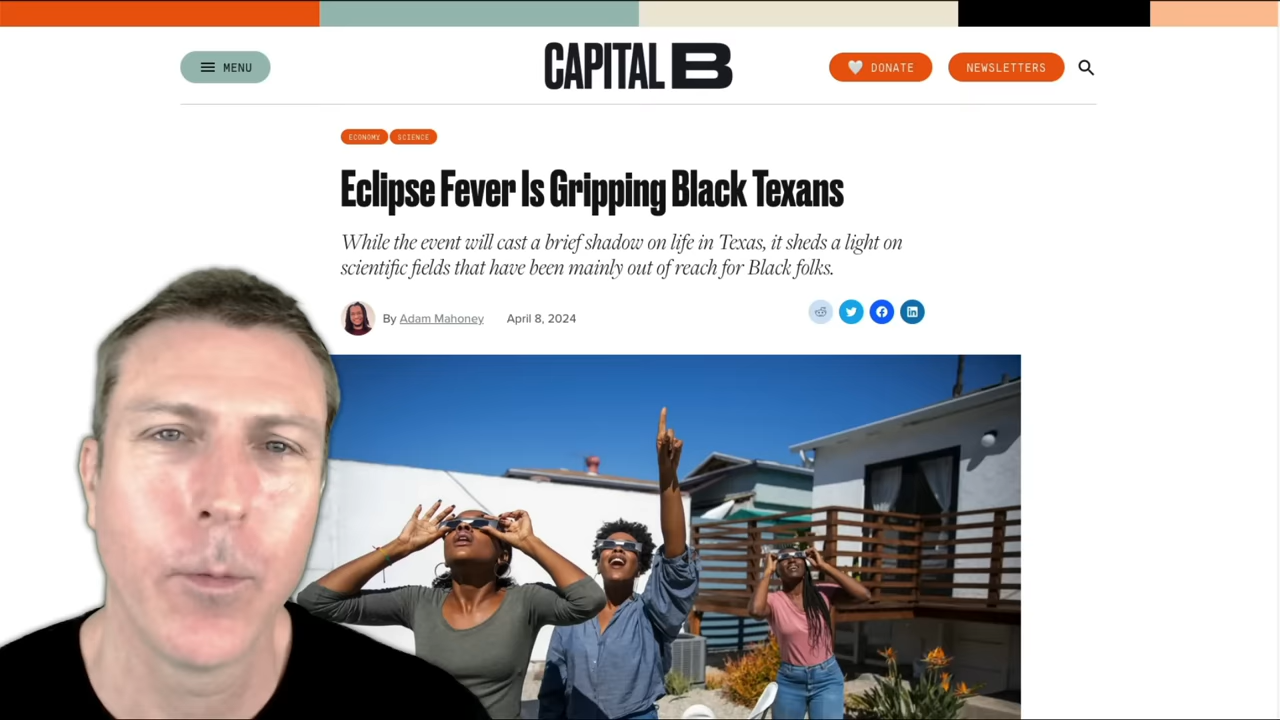 MENU
CAPITAL B
DONATE
NEWSLETTERS
ECONOMY SCIENCE
Eclipse Fever Is Gripping Black Texans
While the event will cast a brief shadow on life in Texas, it sheds a light on
scientific fields that have been mainly out of reach for Black folks.
By Adam Mahoney April 8, 2024